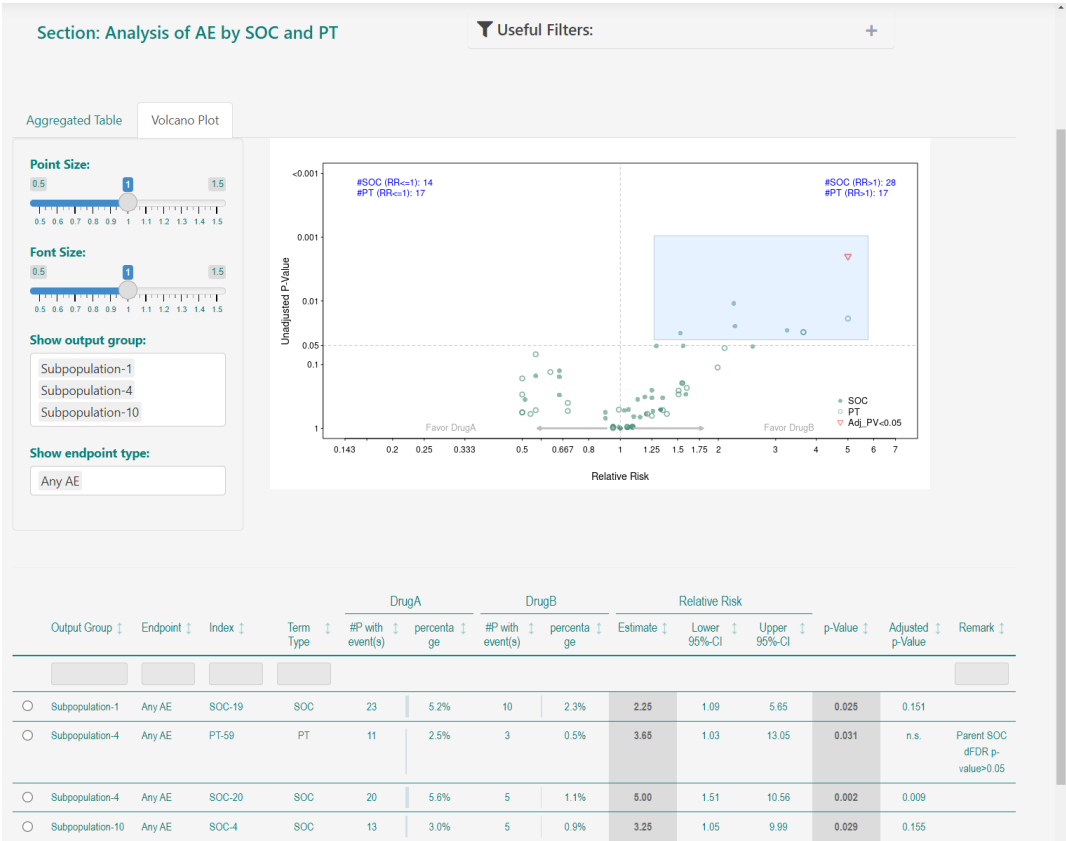 Section: Analysis of AE by SOC and PT
Useful Filters:
+
Aggregated Table
Volcano Plot
Point Size:
0.5 1 1.5
0.5 0.6 0.7 0.8 0.9 1 1.1 1.2 1.3 1.4 1.5
Font Size:
0.5 1 1.5
0.5 0.6 0.7 0.8 0.9 1 1.1 1.2 1.3 1.4 1.5
Show output group:
Subpopulation-1
Subpopulation-4
Subpopulation-10
Show endpoint type:
Any AE
#SOC (RR<=1): 14
#PT (RR<=1): 17
#SOC (RR>1): 28
#PT (RR>1): 17
Unadjusted P-Value
<0.001
0.001
0.01
0.05
0.1
1
SOC
PT
Adj_PV<0.05
Favor DrugA
Favor DrugB
0.143 0.2 0.25 0.333 0.5 0.667 0.8 1 1.25 1.5 1.75 2 3 4 5 6 7
Relative Risk
DrugA DrugB Relative Risk
Output Group Endpoint Index Term Type #P with event(s) percenta ge #P with event(s) percenta ge Estimate Lower 95%-CI Upper 95%-CI p-Value Adjusted p-Value Remark
Subpopulation-1 Any AE SOC-19 SOC 23 5.2% 10 2.3% 2.25 1.09 5.65 0.025 0.151
Subpopulation-4 Any AE PT-59 PT 11 2.5% 3 0.5% 3.65 1.03 13.05 0.031 n.s. Parent SOC
dFDR p-
value>0.05
Subpopulation-4 Any AE SOC-20 SOC 20 5.6% 5 1.1% 5.00 1.51 10.56 0.002 0.009
Subpopulation-10 Any AE SOC-4 SOC 13 3.0% 5 0.9% 3.25 1.05 9.99 0.029 0.155